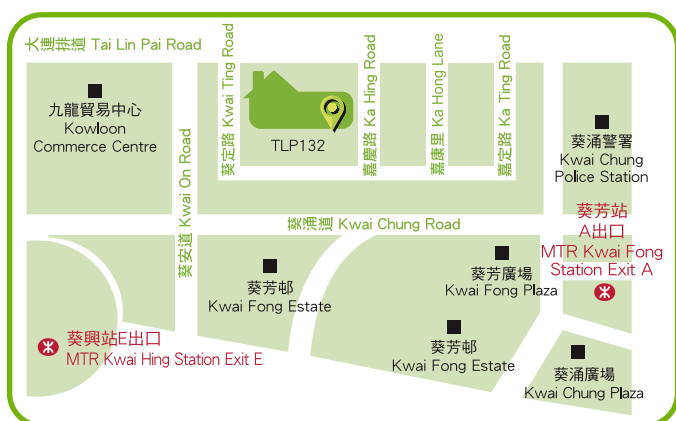 大連排道 Tai Lin Pai Road
九龍貿易中心
Kowloon
Commerce Centre
葵安道 Kwai On Road
葵定路 Kwai Ting Road
TLP132
嘉慶路 Ka Hing Road
嘉康里 Ka Hong Lane
嘉定路 Ka Ting Road
葵涌警署
Kwai Chung
Police Station
葵涌道 Kwai Chung Road
葵芳站
A出口
MTR Kwai Fong
Station Exit A
葵芳邨
Kwai Fong Estate
葵芳廣場
Kwai Fong Plaza
葵興站E出口
MTR Kwai Hing Station Exit E
葵芳邨
Kwai Fong Estate
葵涌廣場
Kwai Chung Plaza